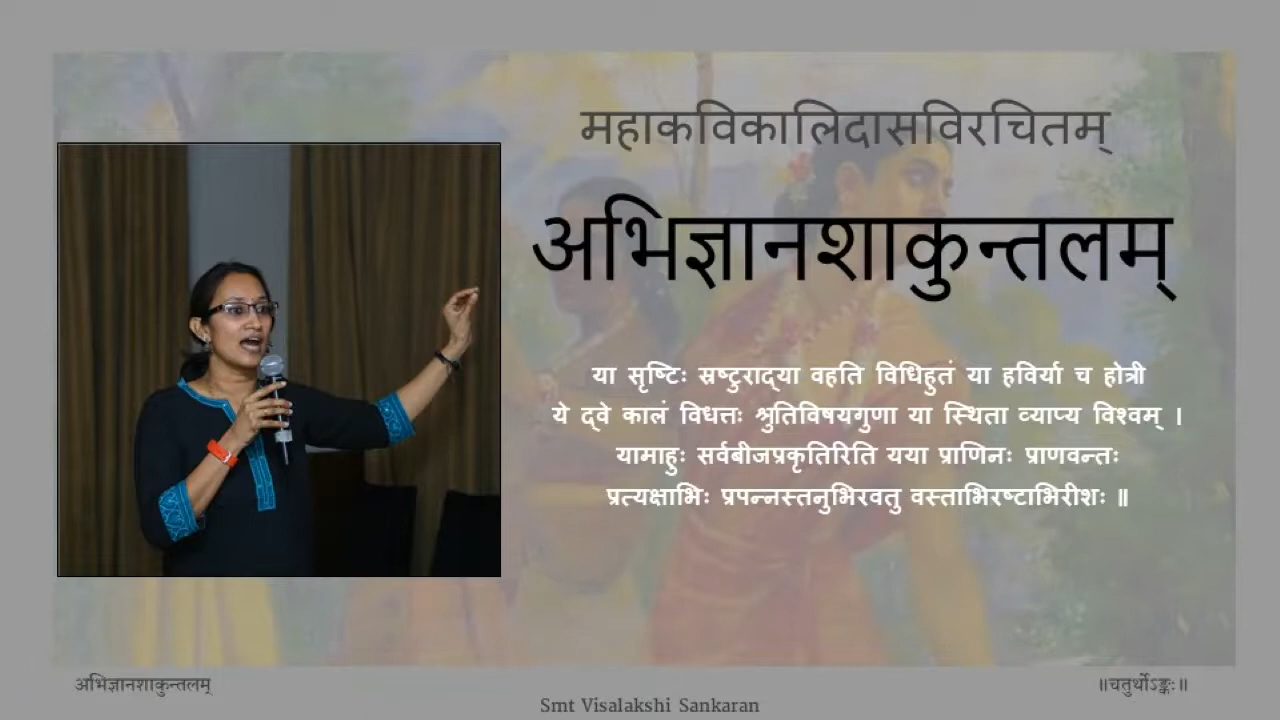 महाकविकालिदासविरचितम्
अभिज्ञानशाकुन्तलम्
या सृष्टिः स्रष्टुराद्या वहति विधिहुतं या हविर्या च होत्री
ये द्वे कालं विधत्तः श्रुतिविषयगुणा या स्थिता व्याप्य विश्वम् ।
यामाहुः सर्वबीजप्रकृतिरिति यया प्राणिनः प्राणवन्तः
प्रत्यक्षाभिः प्रपन्नस्तनुभिरवतु वस्ताभिरष्टाभिरीशः ॥
अभिज्ञानशाकुन्तलम्
Smt Visalakshi Sankaran
॥चतुर्थोऽङ्कः॥